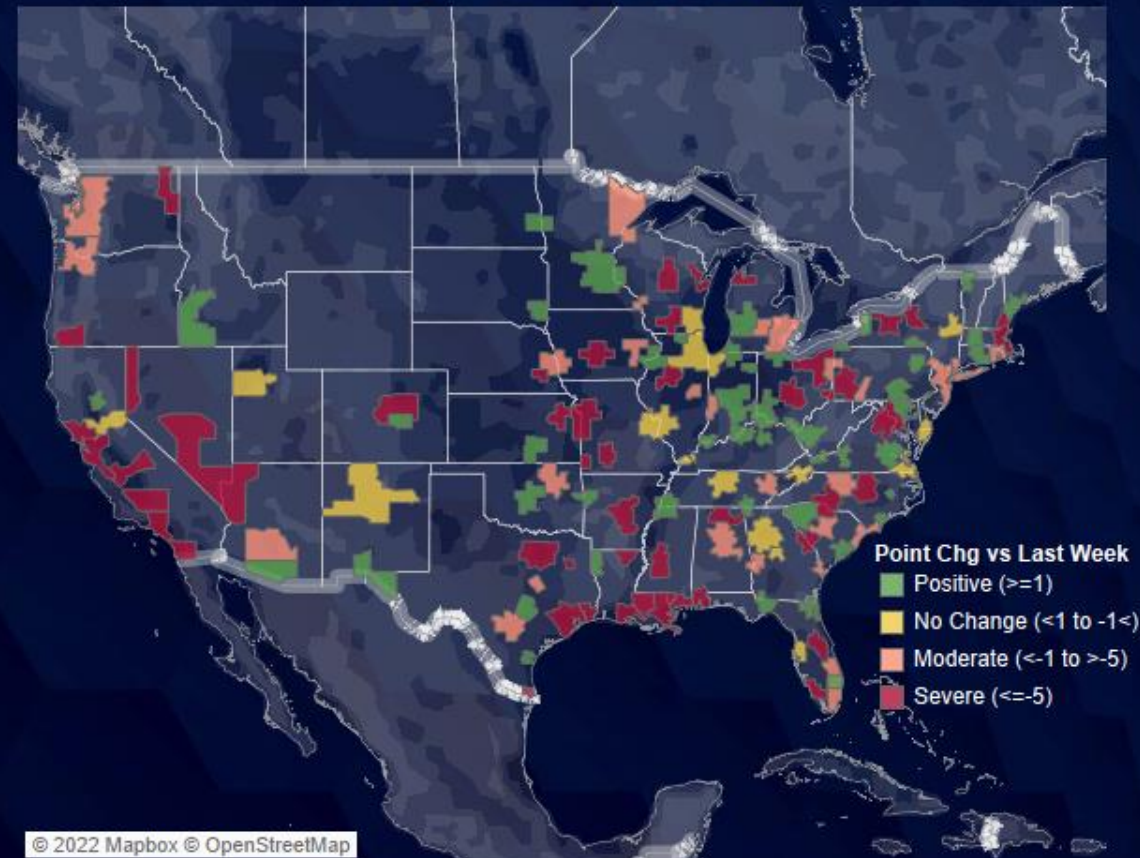 Point Chg vs Last Week
Positive (>=1)
No Change (<1 to -1<)
Moderate (<-1 to >-5)
Severe (<=-5)
© 2022 Mapbox © OpenStreetMap